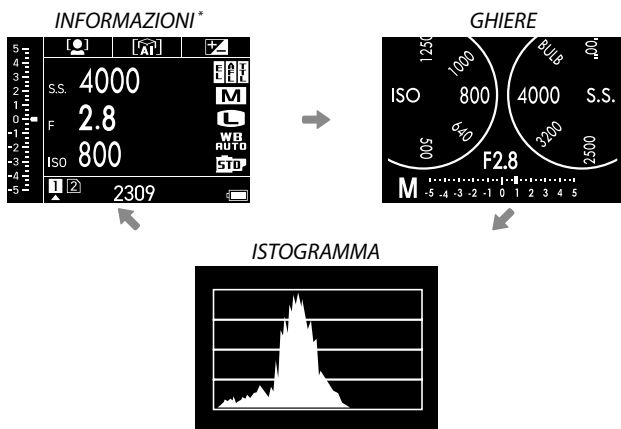 INFORMAZIONI*
5
4
3
2
1
0
-1
-2
-3
-4
-5
AI
S.S. 4000
F 2.8
ISO 800
M
L
WB
AUTO
STD
1 2
2309
GHIERE
1250 1000 BULB
ISO 800 4000 S.S.
500 640 3200 2500
F2.8
M -5 -4 -3 -2 -1 0 1 2 3 4 5
ISTOGRAMMA